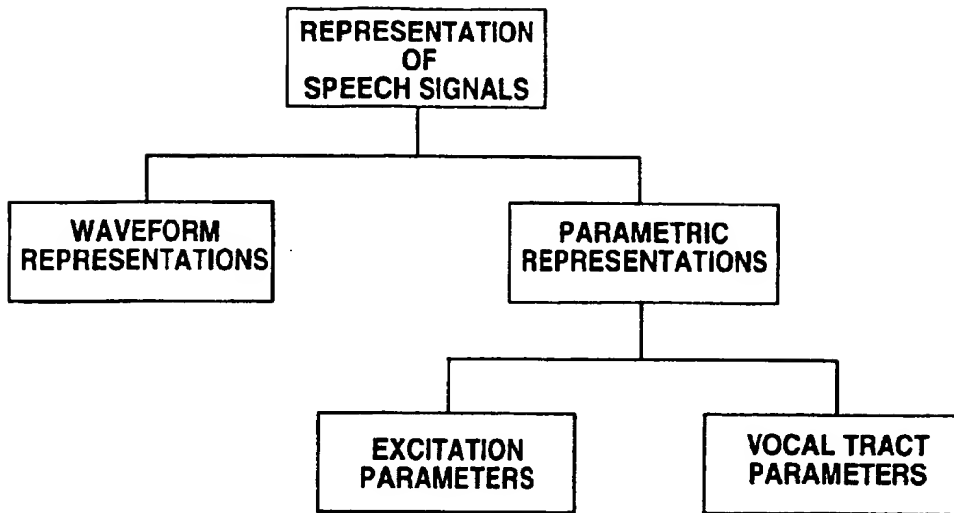 REPRESENTATION
OF
SPEECH SIGNALS
WAVEFORM
REPRESENTATIONS
PARAMETRIC
REPRESENTATIONS
EXCITATION
PARAMETERS
VOCAL TRACT
PARAMETERS